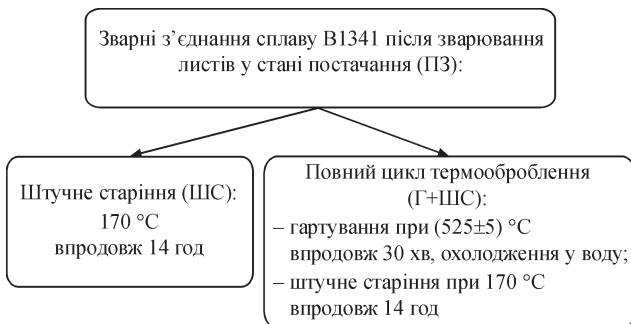 Зварні з’єднання сплаву В1341 після зварювання
листів у стані постачання (ПЗ):
Штучне старіння (ШС):
170 °C
впродовж 14 год
Повний цикл термооброблення
(Г+ШС):
– гартування при (525±5) °C
впродовж 30 хв, охолодження у воду;
– штучне старіння при 170 °C
впродовж 14 год